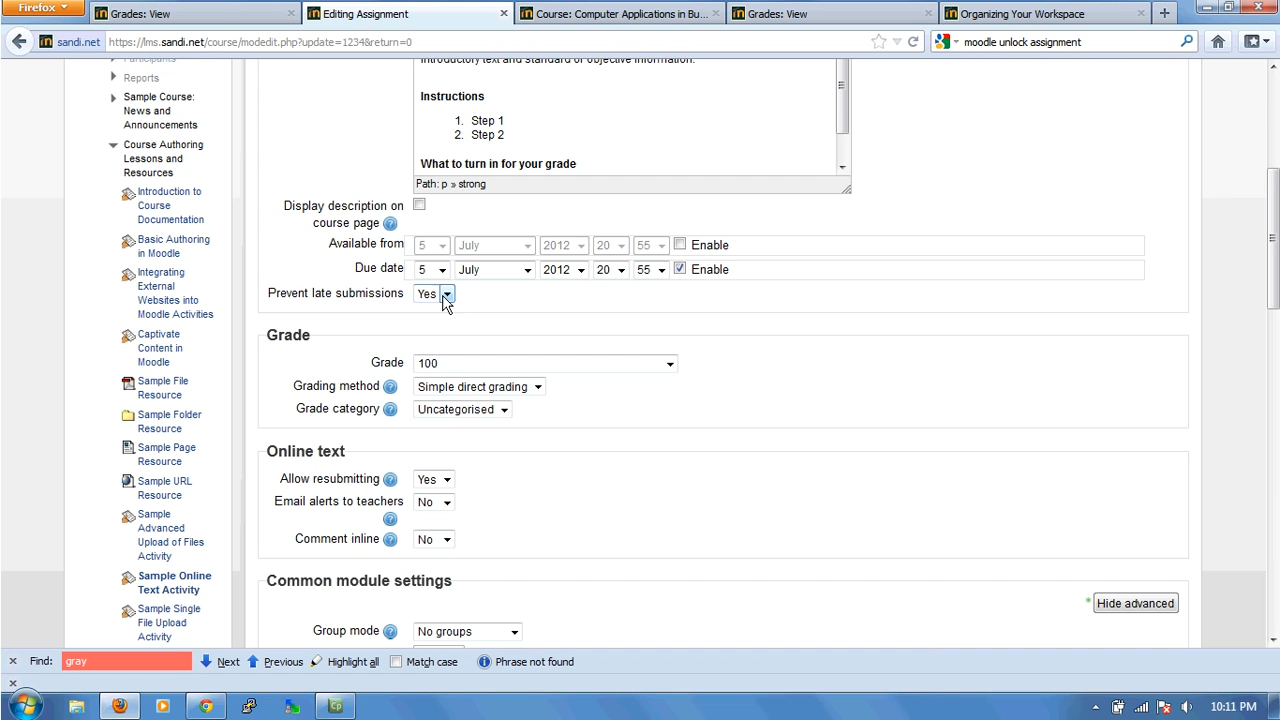 Firefox
Grades: View
Editing Assignment
Course: Computer Applications in Bu...
Grades: View
Organizing Your Workspace
sandi.net
https://lms.sandi.net/course/modedit.php?update=1234&return=0
moodle unlock assignment
Participants
Reports
Sample Course:
News and
Announcements
Course Authoring
Lessons and
Resources
Introduction to
Course
Documentation
Basic Authoring
in Moodle
Integrating
External
Websites into
Moodle Activities
Captivate
Content in
Moodle
Sample File
Resource
Sample Folder
Resource
Sample Page
Resource
Sample URL
Resource
Sample
Advanced
Upload of Files
Activity
Sample Online
Text Activity
Sample Single
File Upload
Activity
Introductory text and standard or objective information.
Instructions
1. Step 1
2. Step 2
What to turn in for your grade
Path: p » strong
Display description on
course page
Available from 5 July 2012 20 55 Enable
Due date 5 July 2012 20 55 Enable
Prevent late submissions Yes
Grade
Grade 100
Grading method Simple direct grading
Grade category Uncategorised
Online text
Allow resubmitting Yes
Email alerts to teachers No
Comment inline No
Common module settings
* Hide advanced
Group mode No groups
× Find: gray Next Previous Highlight all Match case Phrase not found
×
Cp
10:11 PM